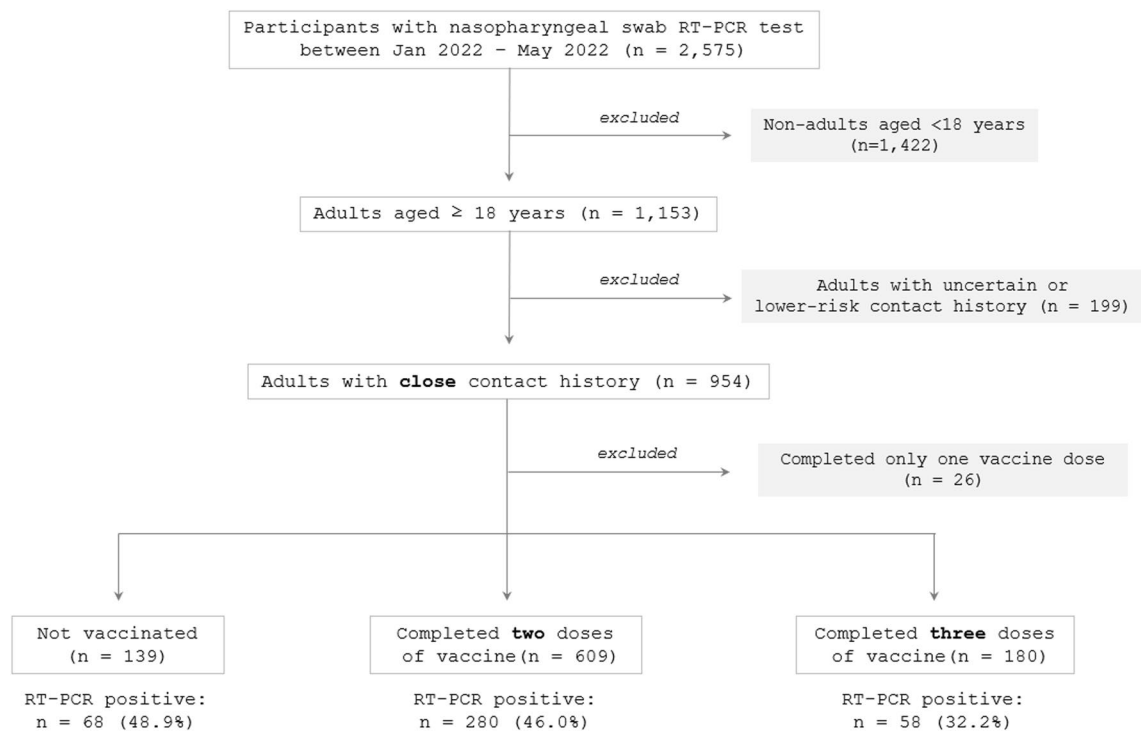 Participants with nasopharyngeal swab RT-PCR test
between Jan 2022 – May 2022 (n = 2,575)
excluded
Non-adults aged <18 years
(n=1,422)
Adults aged ≥ 18 years (n = 1,153)
excluded
Adults with uncertain or
lower-risk contact history (n = 199)
Adults with close contact history (n = 954)
excluded
Completed only one vaccine dose
(n = 26)
Not vaccinated
(n = 139)
RT-PCR positive:
n = 68 (48.9%)
Completed two doses
of vaccine(n = 609)
RT-PCR positive:
n = 280 (46.0%)
Completed three doses
of vaccine(n = 180)
RT-PCR positive:
n = 58 (32.2%)